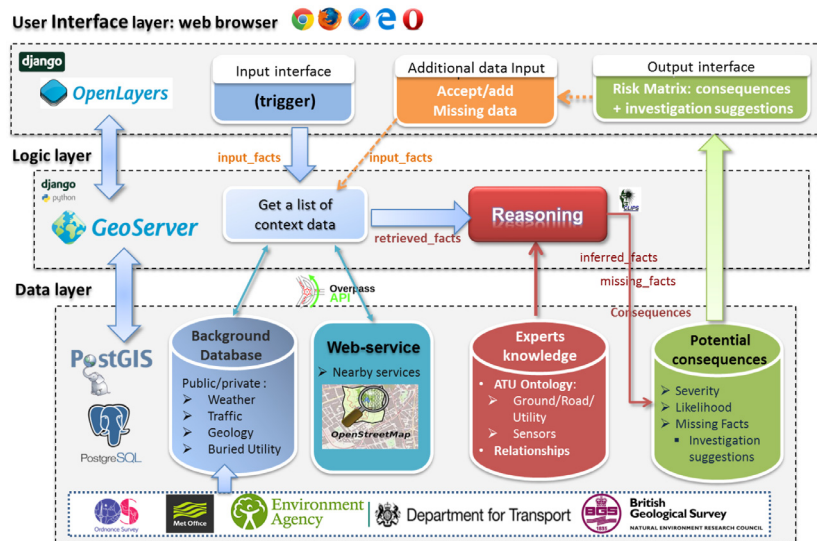 User Interface layer: web browser
django
OpenLayers
Input interface
(trigger)
Additional data Input
Accept/add
Missing data
Output interface
Risk Matrix: consequences
+ investigation suggestions
Logic layer
input_facts
input_facts
django
python
GeoServer
Get a list of
context data
retrieved_facts
Reasoning
CLIPS
inferred_facts
missing_facts
Consequences
Data layer
Overpass
API
PostGIS
PostgreSQL
Background
Database
Public/private :
➢ Weather
➢ Traffic
➢ Geology
➢ Buried Utility
Web-service
➢ Nearby services
OpenStreetMap
Experts
knowledge
• ATU Ontology:
➢ Ground/Road/
Utility
➢ Sensors
• Relationships
Potential
consequences
➢ Severity
➢ Likelihood
➢ Missing Facts
▪ Investigation
suggestions
OS
Ordnance Survey
Met Office
Environment
Agency
Department for Transport
BGS
1835
British
Geological Survey
NATURAL ENVIRONMENT RESEARCH COUNCIL